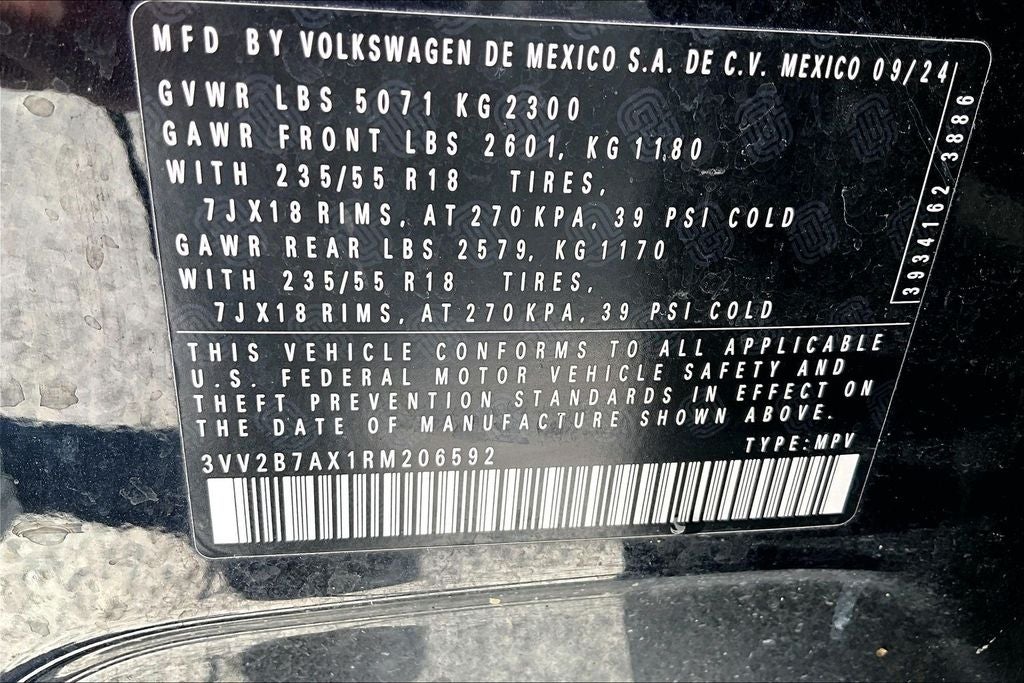 MFD BY VOLKSWAGEN DE MEXICO S.A. DE C.V. MEXICO 09/24
GVWR LBS 5071 KG 2300
GAWR FRONT LBS 2601, KG 1180
WITH 235/55 R18 TIRES,
7JX18 RIMS, AT 270 KPA, 39 PSI COLD
GAWR REAR LBS 2579, KG 1170
WITH 235/55 R18 TIRES,
7JX18 RIMS, AT 270 KPA, 39 PSI COLD
3934162 3886
THIS VEHICLE CONFORMS TO ALL APPLICABLE
U.S. FEDERAL MOTOR VEHICLE SAFETY AND
THEFT PREVENTION STANDARDS IN EFFECT ON
THE DATE OF MANUFACTURE SHOWN ABOVE.
3VV2B7AX1RM206592 TYPE: MPV